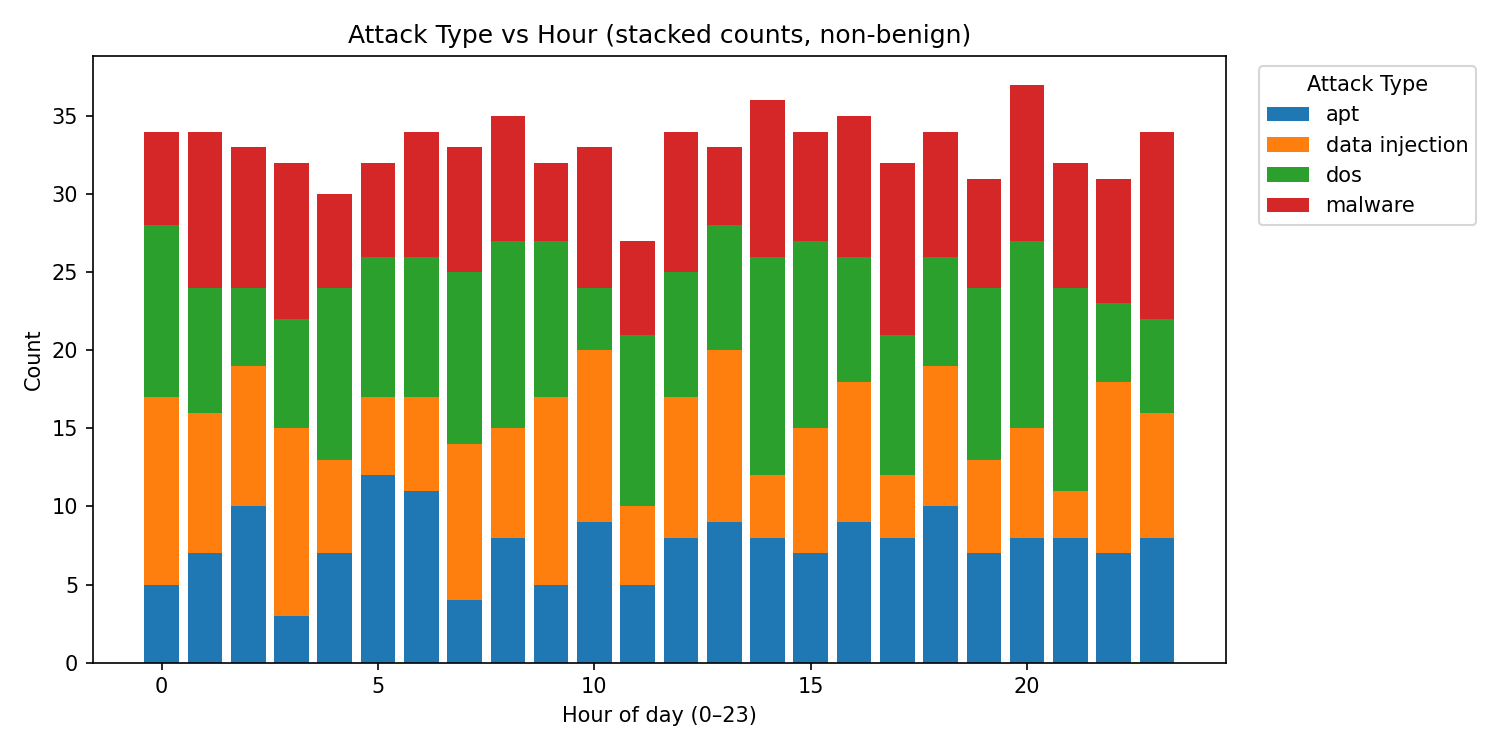 Attack Type vs Hour (stacked counts, non-benign)
Attack Type
apt
data injection
dos
malware
Count
35
30
25
20
15
10
5
0
0 5 10 15 20
Hour of day (0–23)